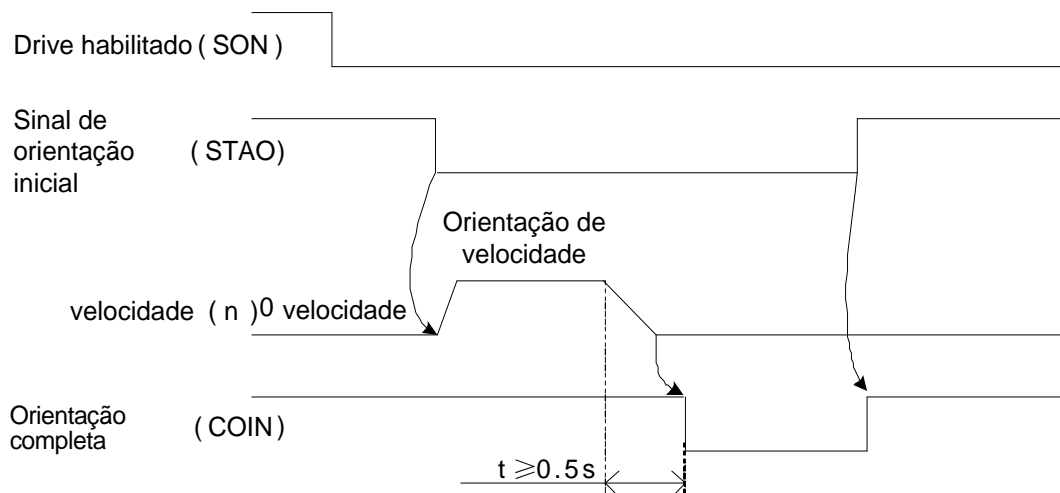 Drive habilitado ( SON )
Sinal de
orientação ( STAO)
inicial
Orientação de
velocidade
velocidade ( n ) 0 velocidade
Orientação
completa ( COIN )
t ≥0.5s